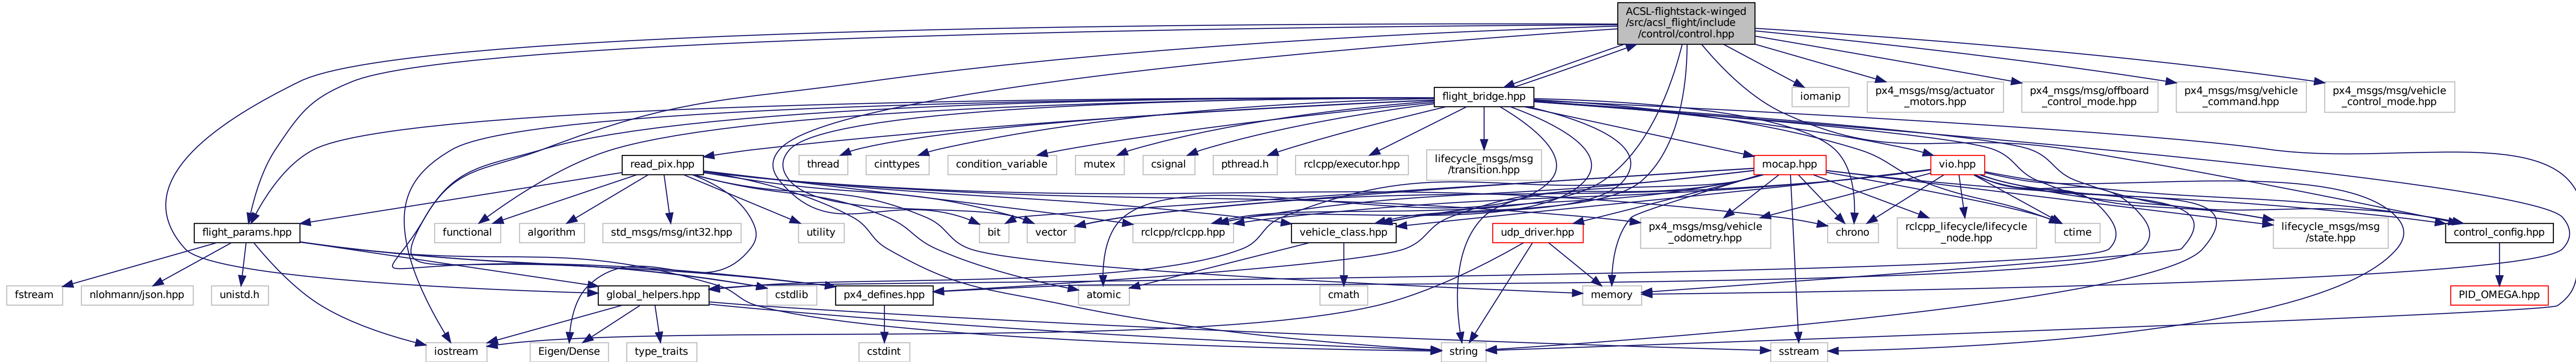 ACSL-flightstack-winged
/src/acsl_flight/include
/control/control.hpp
flight_bridge.hpp
iomanip
px4_msgs/msg/actuator
_motors.hpp
px4_msgs/msg/offboard
_control_mode.hpp
px4_msgs/msg/vehicle
_command.hpp
px4_msgs/msg/vehicle
_control_mode.hpp
read_pix.hpp
thread
cinttypes
condition_variable
mutex
csignal
pthread.h
rclcpp/executor.hpp
lifecycle_msgs/msg
/transition.hpp
mocap.hpp
vio.hpp
flight_params.hpp
functional
algorithm
std_msgs/msg/int32.hpp
utility
bit
vector
rclcpp/rclcpp.hpp
vehicle_class.hpp
udp_driver.hpp
px4_msgs/msg/vehicle
_odometry.hpp
chrono
rclcpp_lifecycle/lifecycle
_node.hpp
ctime
lifecycle_msgs/msg
/state.hpp
control_config.hpp
fstream
nlohmann/json.hpp
unistd.h
global_helpers.hpp
cstdlib
px4_defines.hpp
atomic
cmath
memory
PID_OMEGA.hpp
iostream
Eigen/Dense
type_traits
cstdint
string
sstream